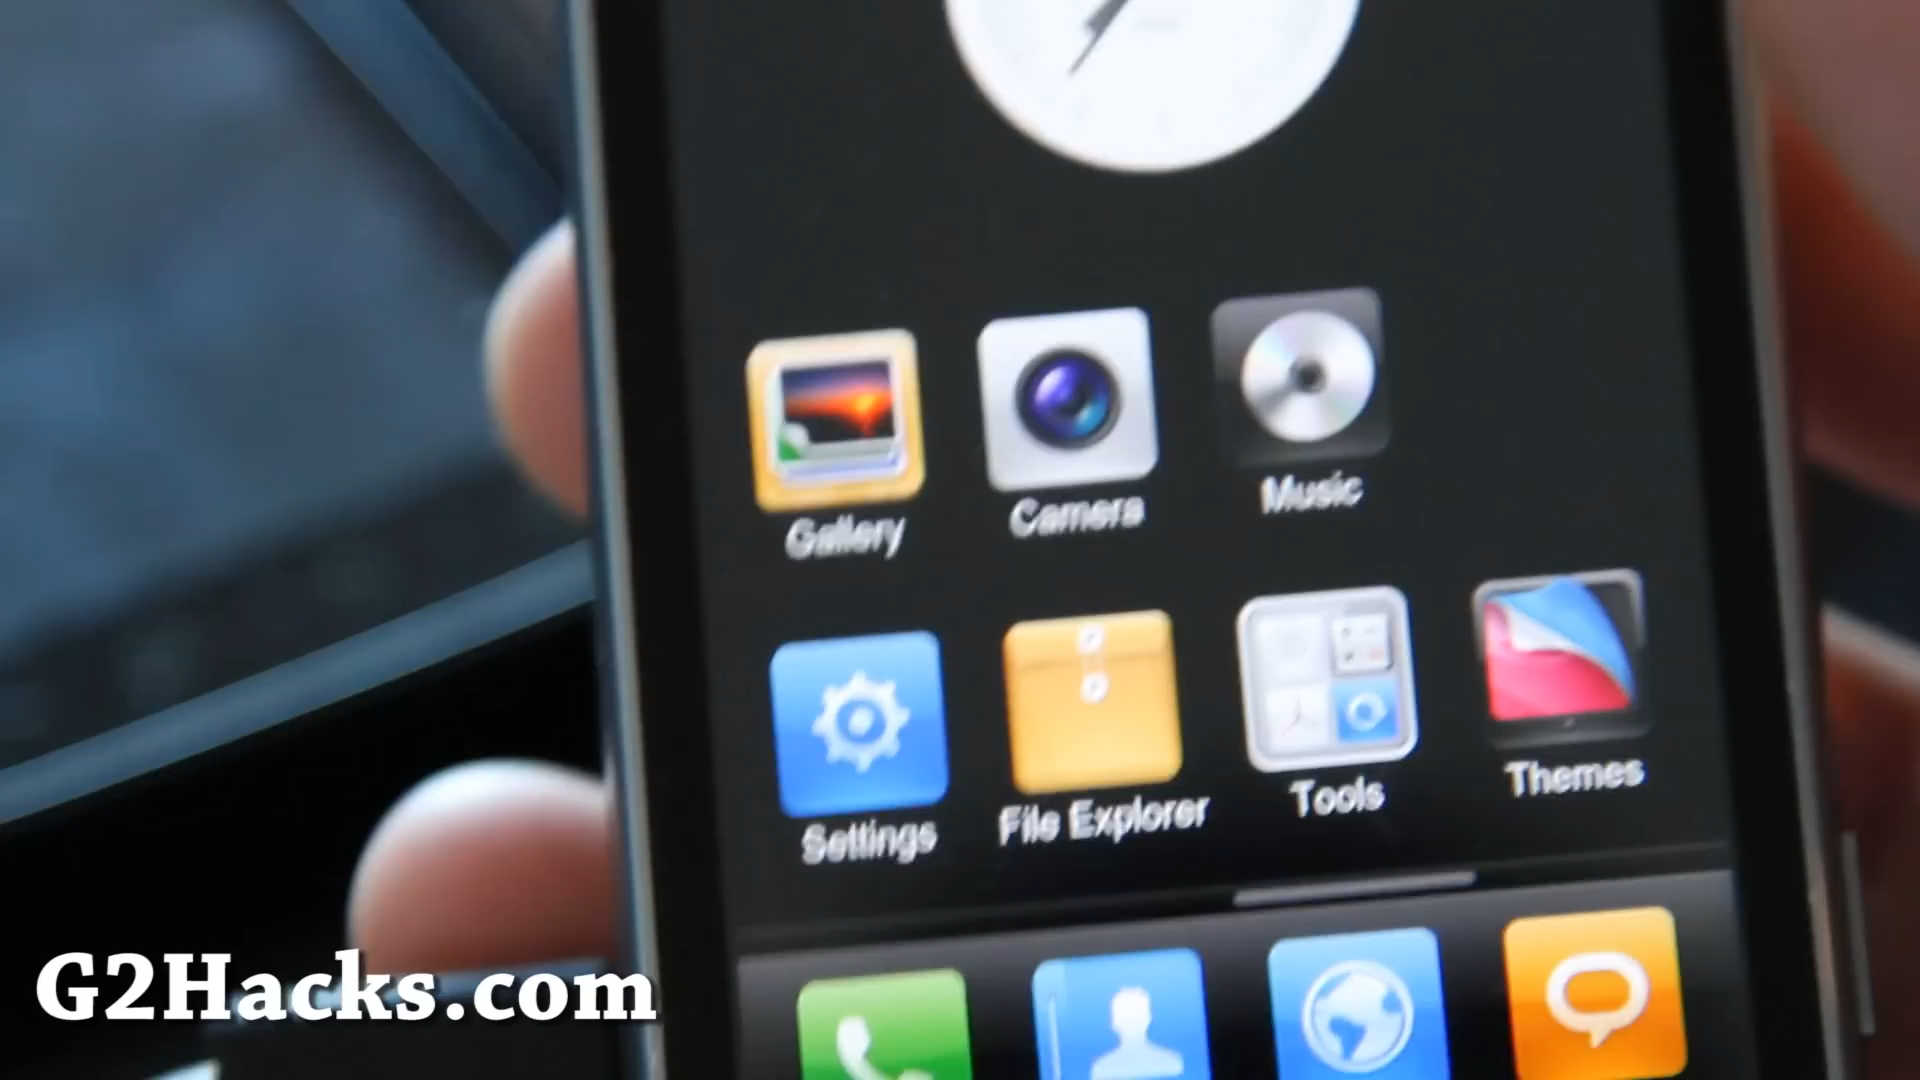 Gallery
Camera
Music
Settings
File Explorer
Tools
Themes
G2Hacks.com